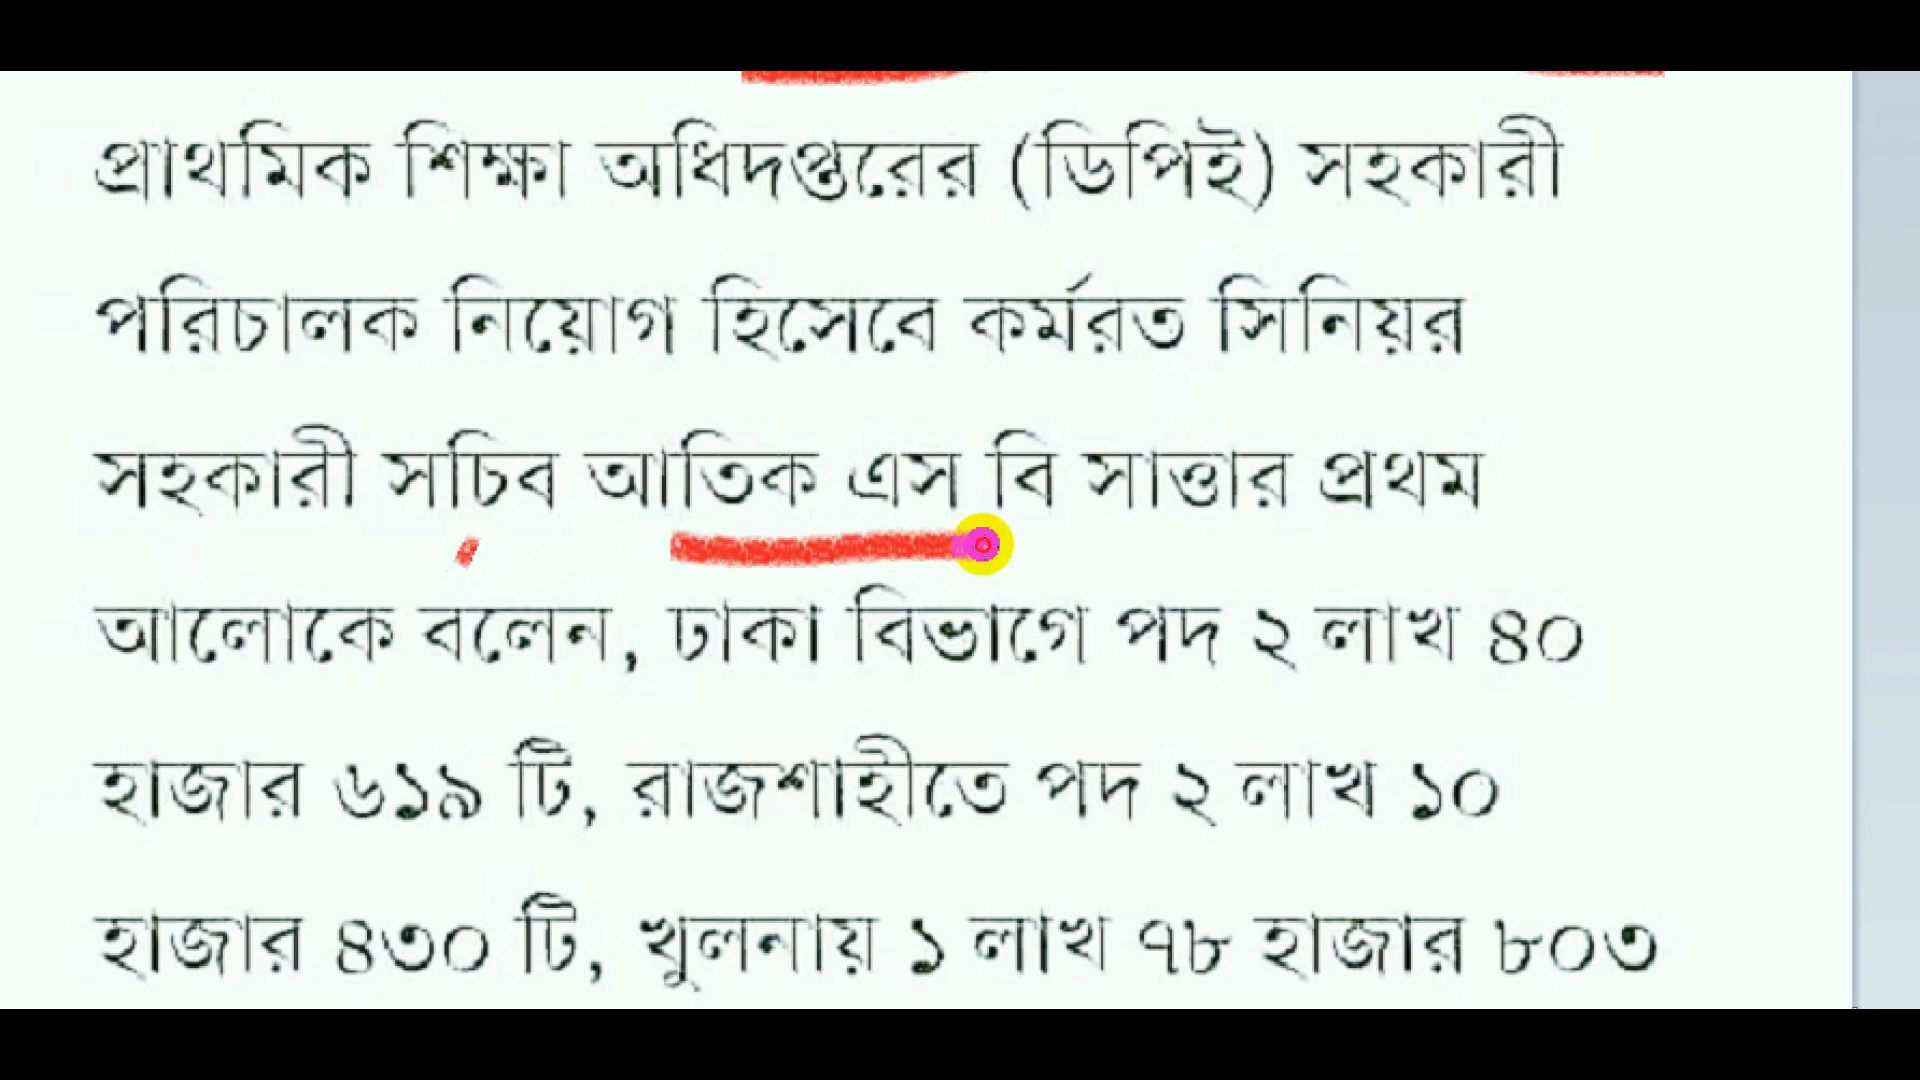 প্রাথমিক শিক্ষা অধিদপ্তরের (ডিপিই) সহকারী
পরিচালক নিয়োগ হিসেবে কর্মরত সিনিয়র
সহকারী সচিব আতিক এস বি সাত্তার প্রথম
আলোকে বলেন, ঢাকা বিভাগে পদ ২ লাখ ৪০
হাজার ৬১৯ টি, রাজশাহীতে পদ ২ লাখ ১০
হাজার ৪৩০ টি, খুলনায় ১ লাখ ৭৮ হাজার ৮০৩